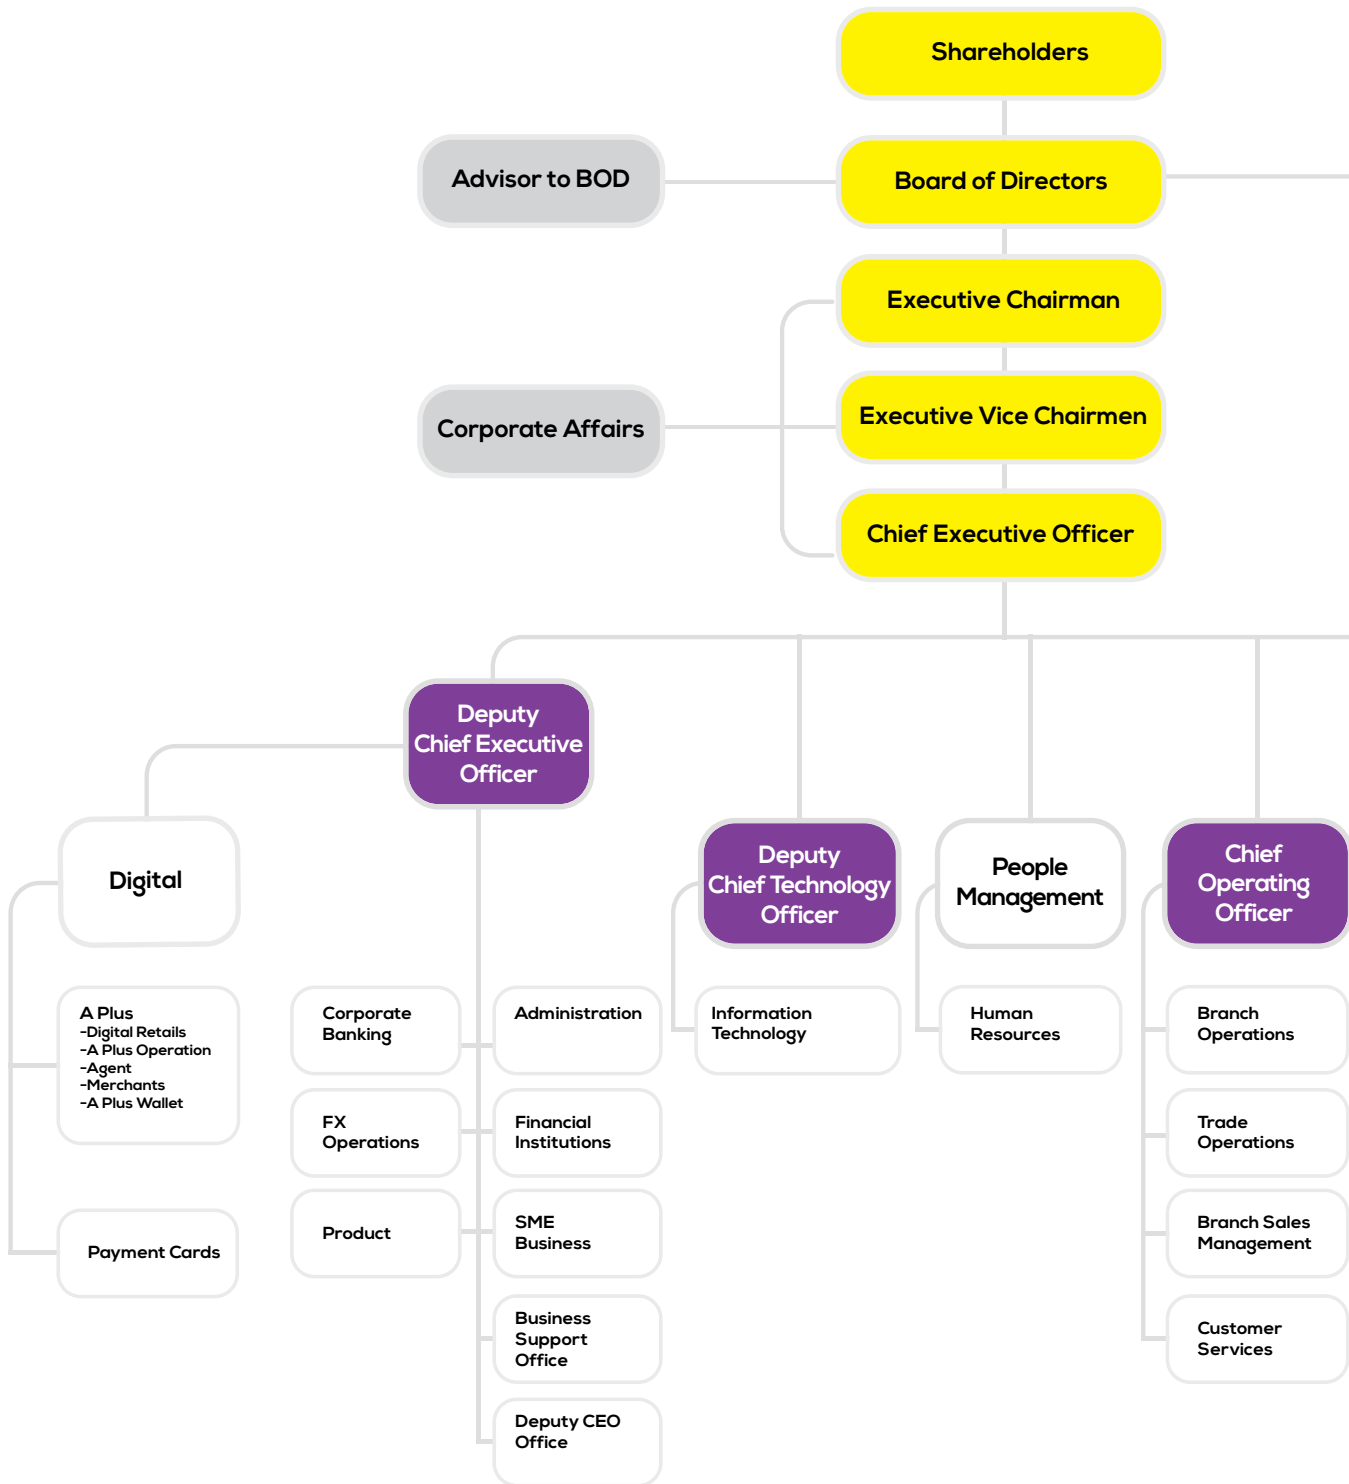 Shareholders
Advisor to BOD
Board of Directors
Executive Chairman
Corporate Affairs
Executive Vice Chairmen
Chief Executive Officer
Deputy
Chief Executive
Officer
Digital
A Plus
-Digital Retails
-A Plus Operation
-Agent
-Merchants
-A Plus Wallet
Payment Cards
Corporate
Banking
FX
Operations
Product
Administration
Financial
Institutions
SME
Business
Business
Support
Office
Deputy CEO
Office
Deputy
Chief Technology
Officer
Information
Technology
People
Management
Human
Resources
Chief
Operating
Officer
Branch
Operations
Trade
Operations
Branch Sales
Management
Customer
Services